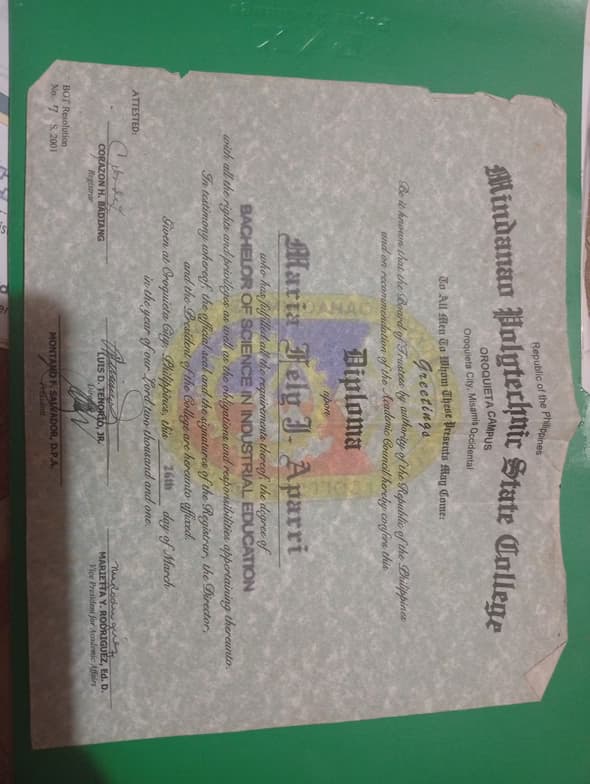 Republic of the Philippines
Mindanao Polytechnic State College
OROQUIETA CAMPUS
Oroquieta City, Misamis Occidental
To All Men To Whom These Presents May Come:
Greetings
Be it known that the Board of Trustees by authority of the Republic of the Philippines
and on recommendation of the Academic Council hereby confers this
Diploma
upon
Maria Fely J. Aparri
who has fulfilled all the requirements thereof, the degree of
BACHELOR OF SCIENCE IN INDUSTRIAL EDUCATION
with all the rights and privileges as well as the obligations and responsibilities appertaining thereunto.
In testimony whereof, the official seal and the signatures of the Registrar, the Director,
and the President of the College are hereunto affixed.
Given at Oroquieta City, Philippines, this 26th day of March
in the year of our Lord two thousand and one.
ATTESTED:
CORAZON H. BADIANG
Registrar
LUIS D. TENORIO, JR.
Director
MARIETTA Y. RODRIGUEZ, Ed. D.
Vice President for Academic Affairs
MONTANO F. SALVADOR, D.P.A.
President
BOT Resolution
No. 7 S. 2001